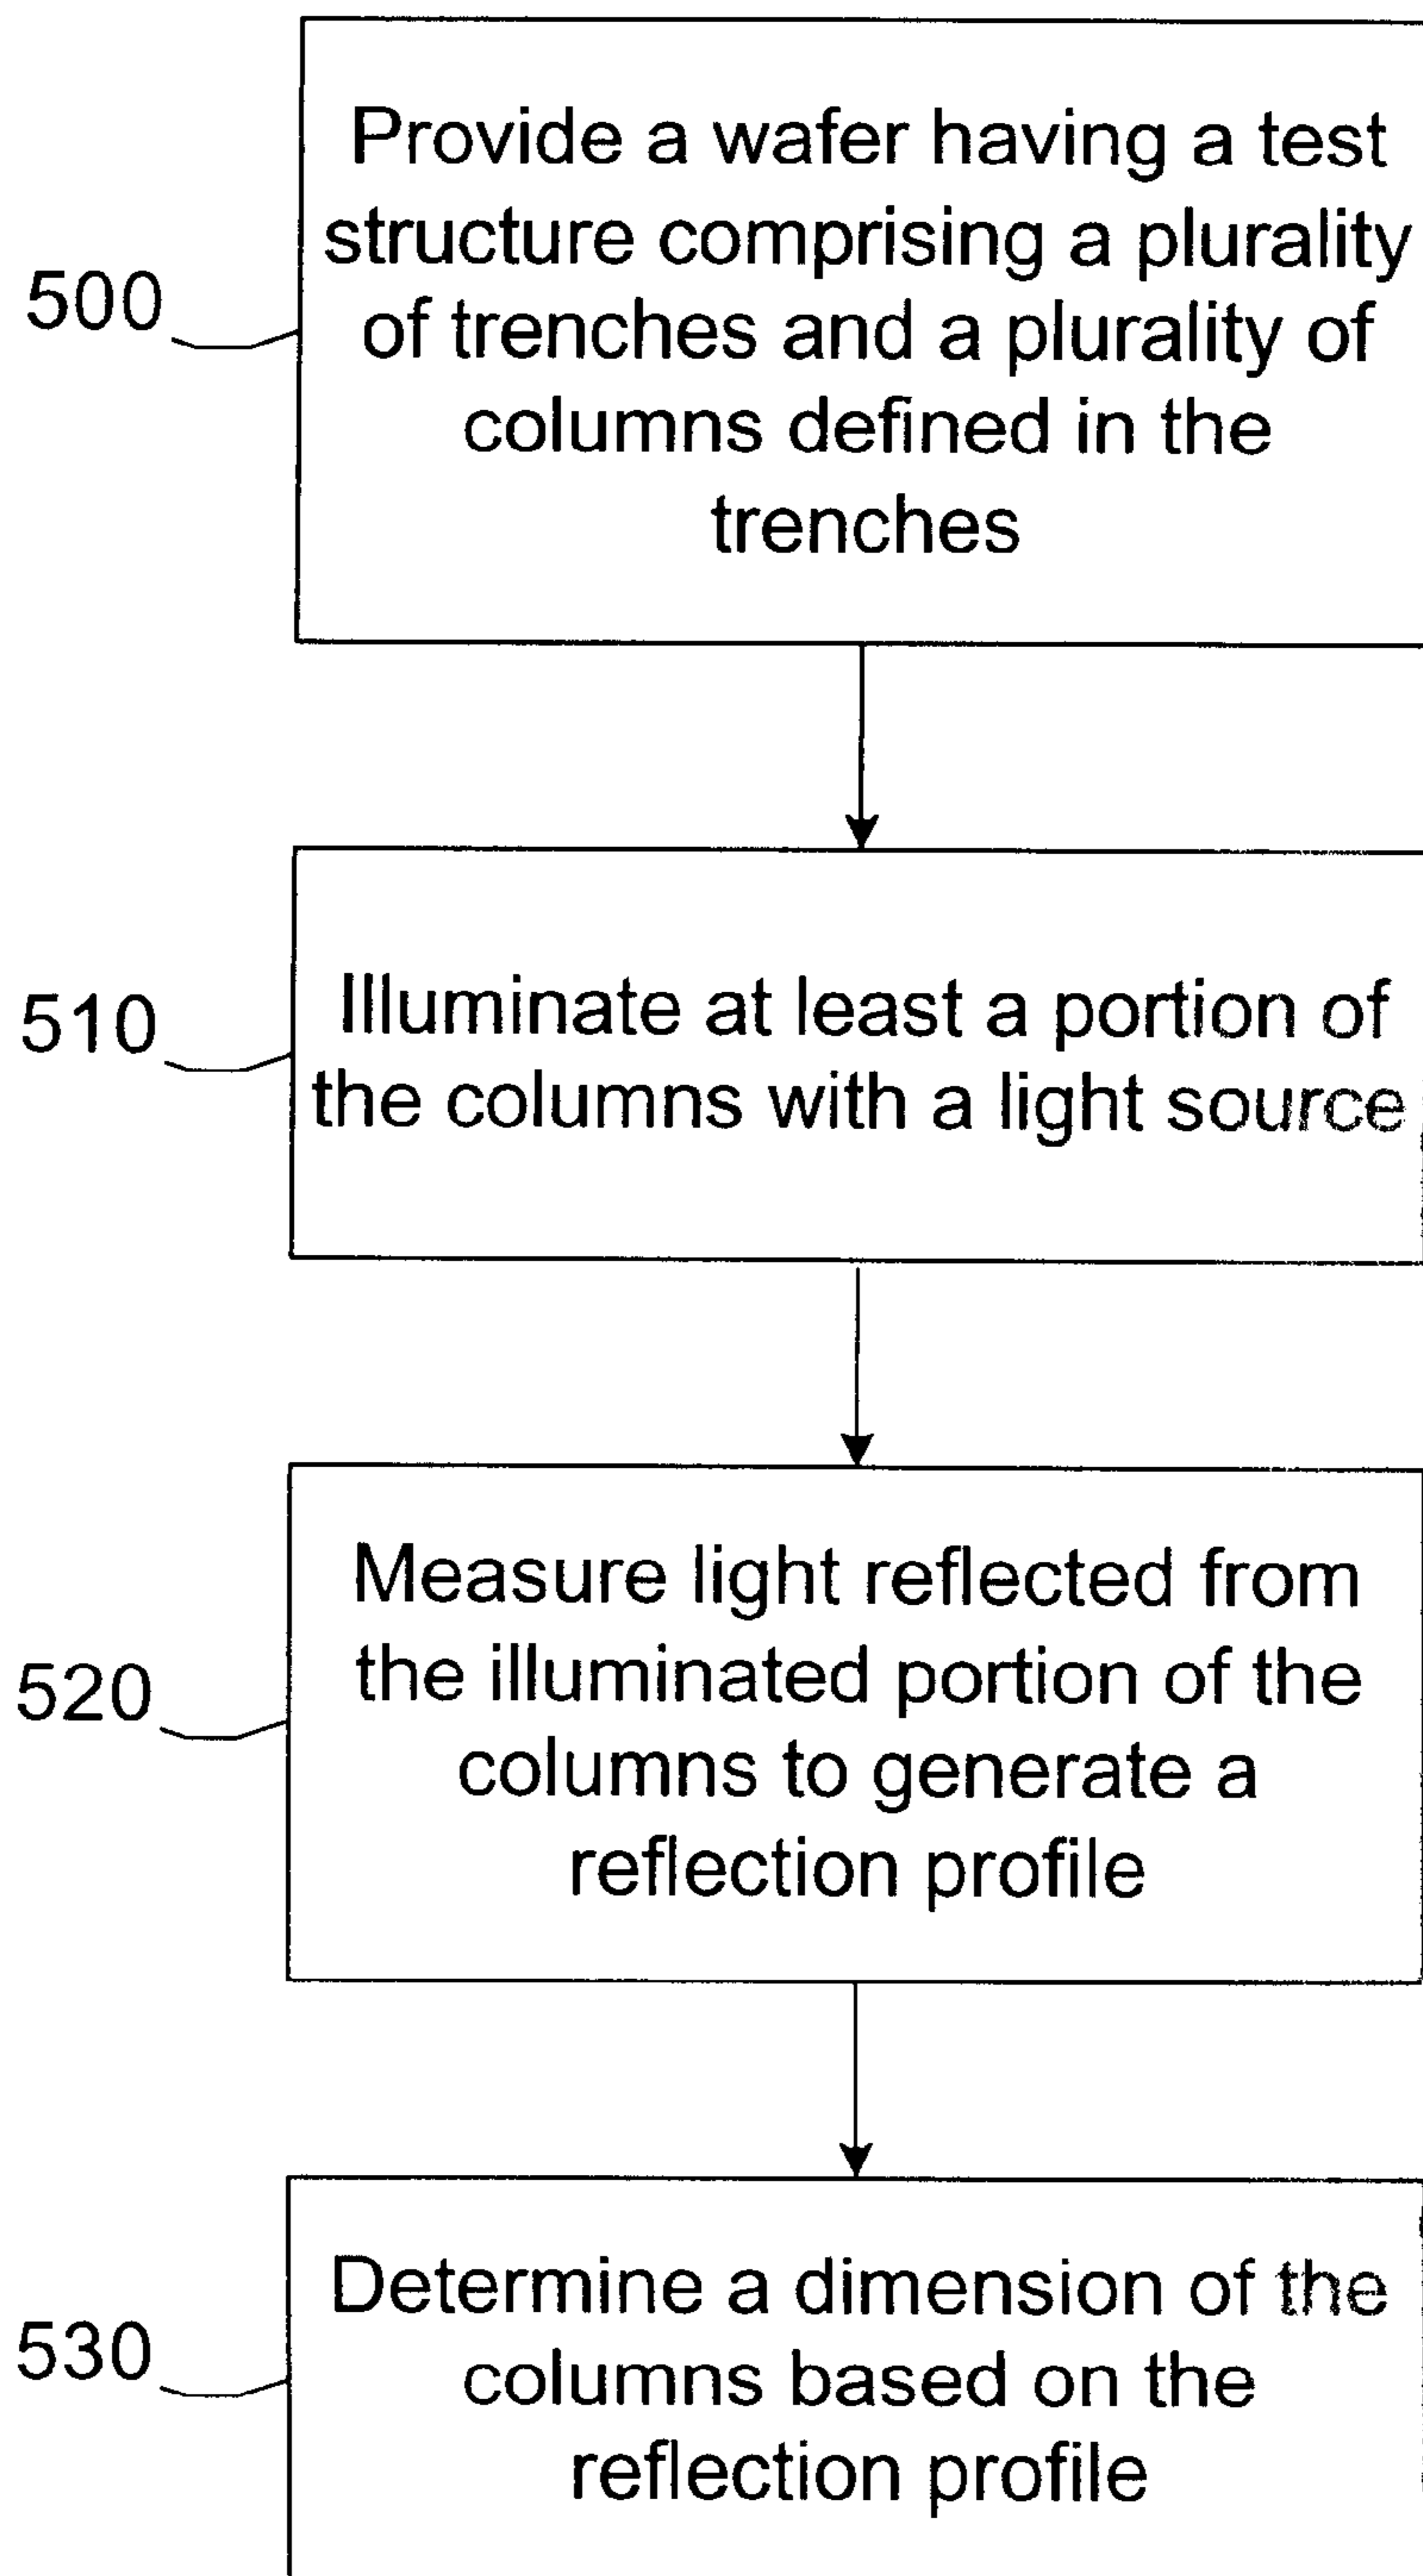 Provide a wafer having a test
structure comprising a plurality
500
of trenches and a plurality of
columns defined in the
trenches
510
Illuminate at least a portion of
the columns with a light source
Measure light reflected from
520
the illuminated portion of the
columns to generate a
reflection profile
Determine a dimension of the
530
columns based on the
reflection profile